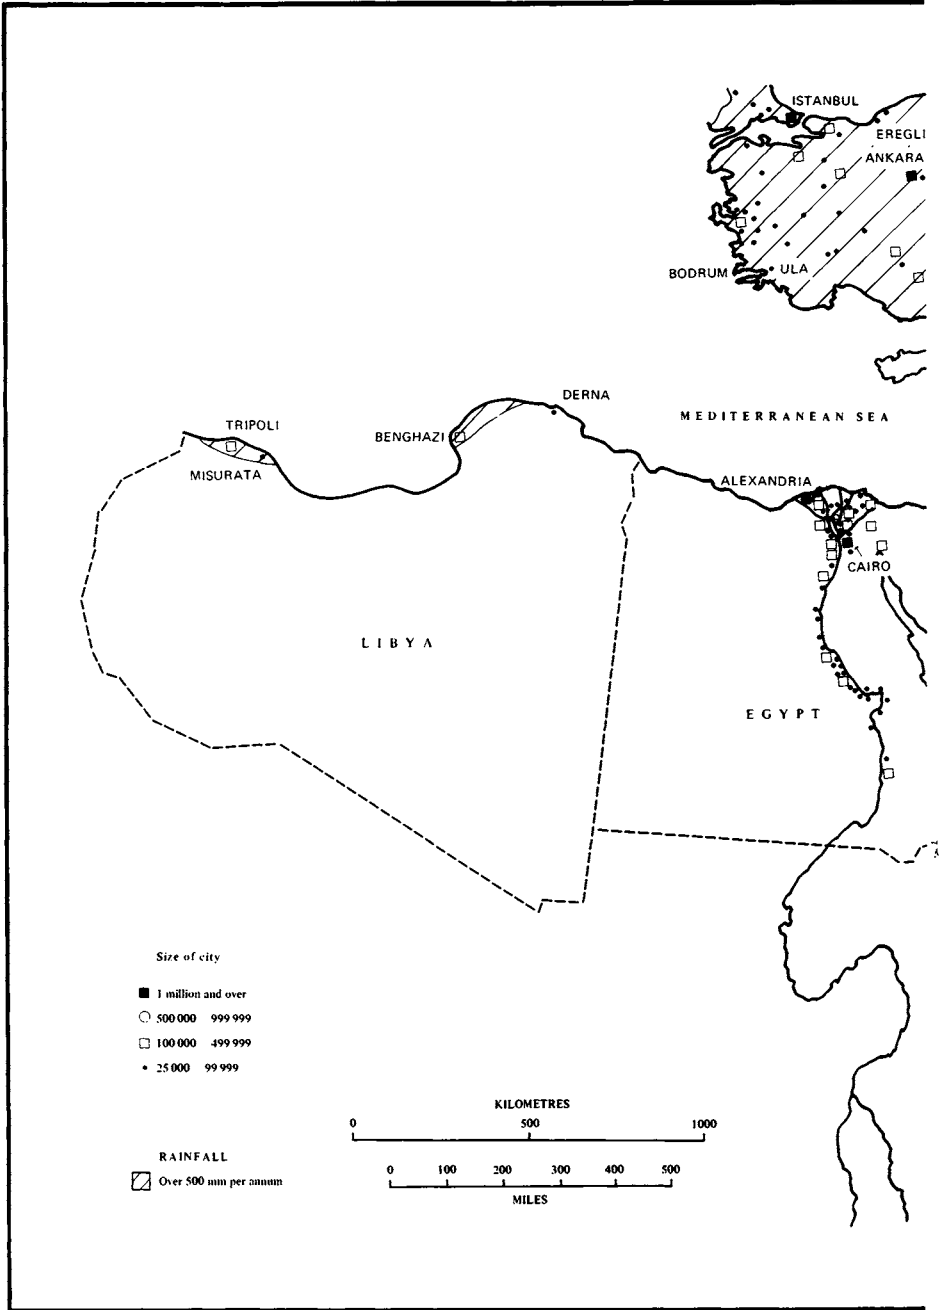 ISTANBUL
EREGLI
ANKARA
BODRUM
ULA
DERNA
MEDITERRANEAN SEA
TRIPOLI
BENGHAZI
MISURATA
ALEXANDRIA
CAIRO
LIBYA
EGYPT
Size of city
1 million and over
500 000 999 999
100 000 499 999
25 000 99 999
KILOMETRES
0 500 1000
RAINFALL
Over 500 mm per annum
0 100 200 300 400 500
MILES